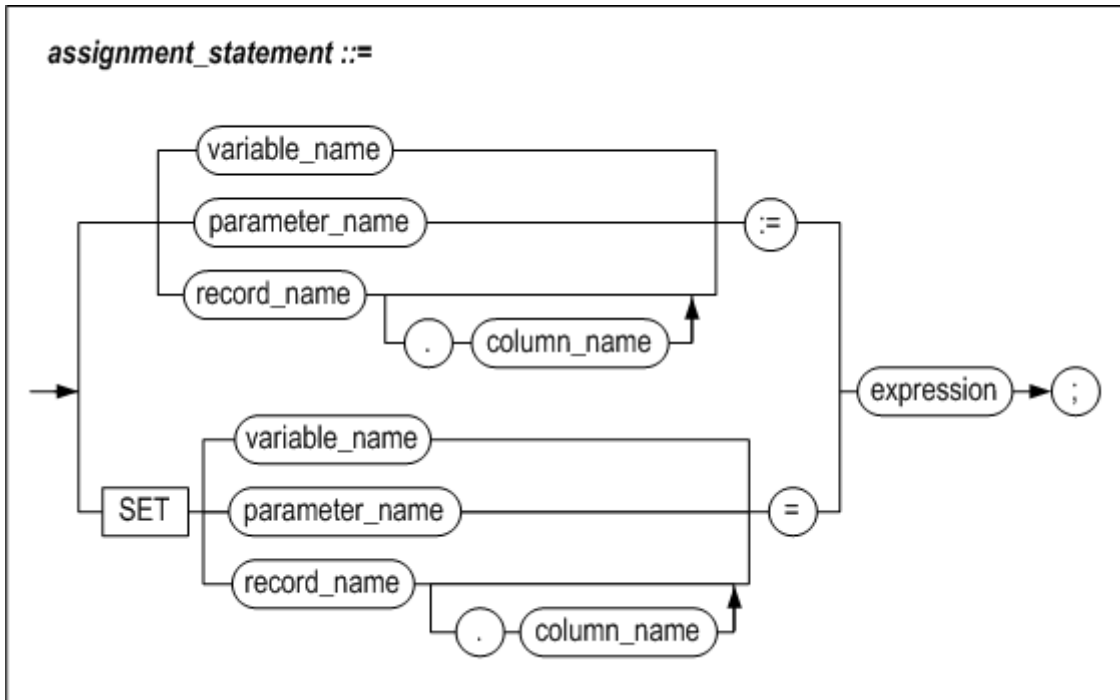 assignment_statement ::=
variable_name
parameter_name :=
record_name
. column_name
expression ;
variable_name
SET parameter_name =
record_name
. column_name